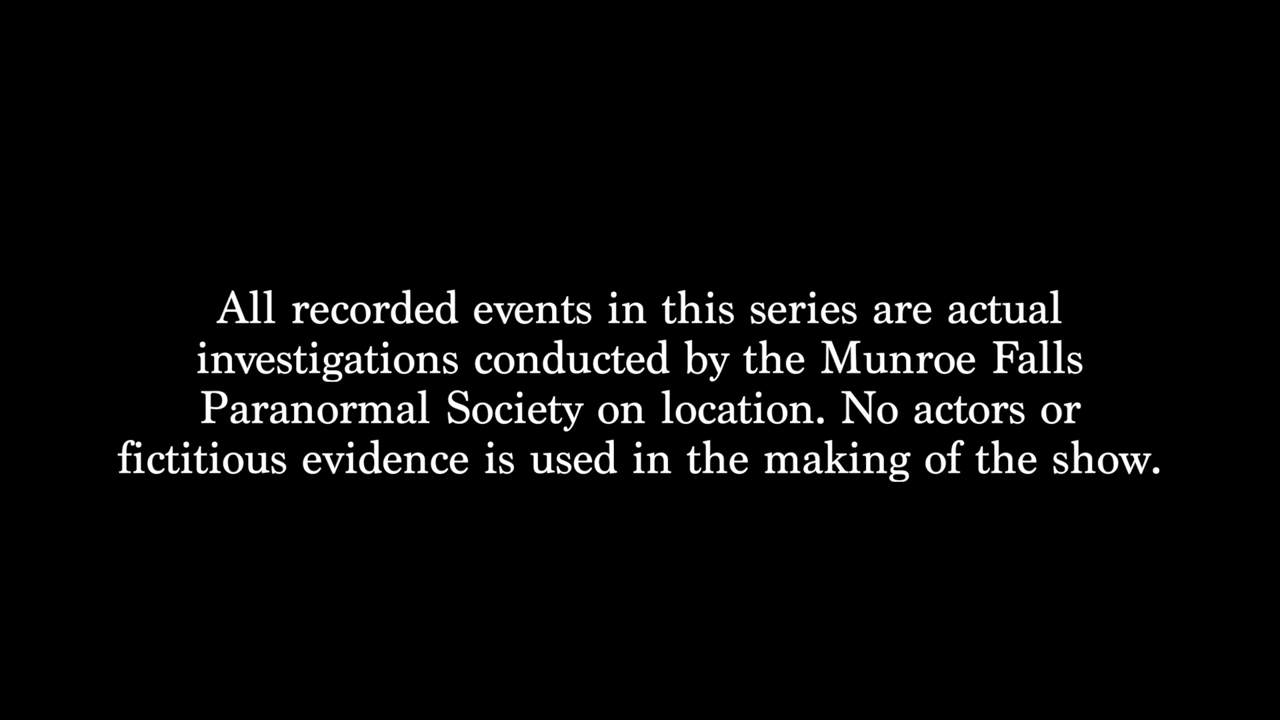 All recorded events in this series are actual
investigations conducted by the Munroe Falls
Paranormal Society on location. No actors or
fictitious evidence is used in the making of the show.